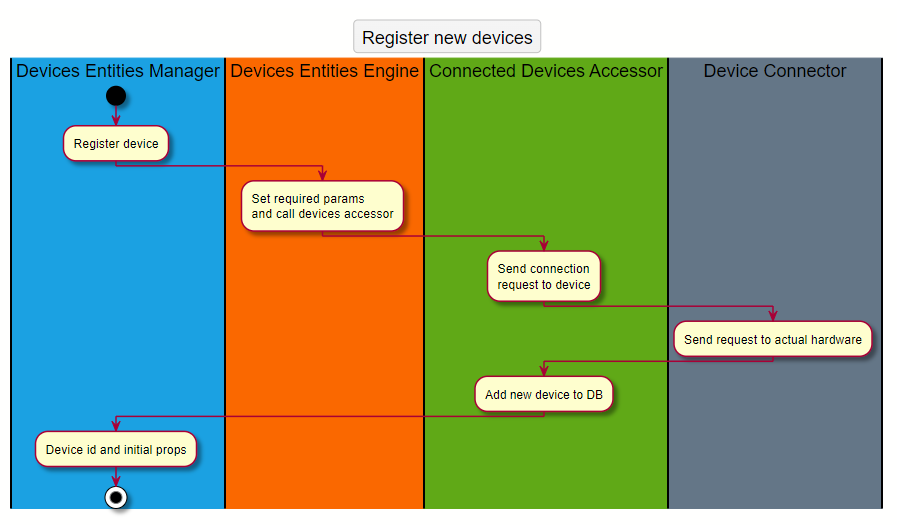 Register new devices
Devices Entities Manager
Devices Entities Engine
Connected Devices Accessor
Device Connector
Register device
Set required params
and call devices accessor
Send connection
request to device
Send request to actual hardware
Add new device to DB
Device id and initial props